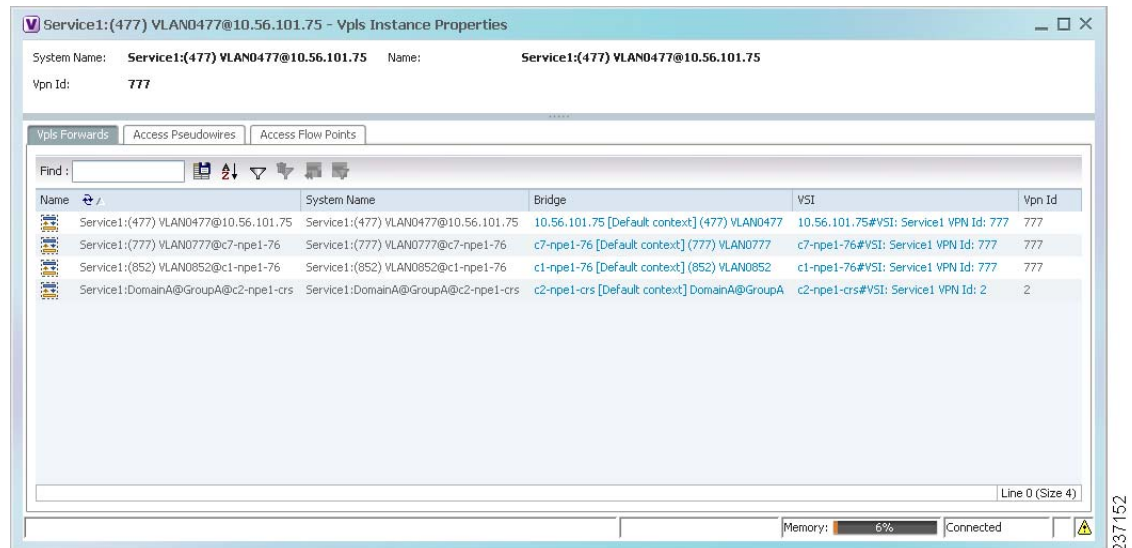 V Service1:(477) VLAN0477@10.56.101.75 - Vpls Instance Properties
System Name: Service1:(477) VLAN0477@10.56.101.75 Name: Service1:(477) VLAN0477@10.56.101.75
Vpn Id: 777
Vpls Forwards Access Pseudowires Access Flow Points
Find :
Name System Name Bridge VSI Vpn Id
Service1:(477) VLAN0477@10.56.101.75 Service1:(477) VLAN0477@10.56.101.75 10.56.101.75 [Default context] (477) VLAN0477 10.56.101.75#VSI: Service1 VPN Id: 777 777
Service1:(777) VLAN0777@c7-npe1-76 Service1:(777) VLAN0777@c7-npe1-76 c7-npe1-76 [Default context] (777) VLAN0777 c7-npe1-76#VSI: Service1 VPN Id: 777 777
Service1:(852) VLAN0852@c1-npe1-76 Service1:(852) VLAN0852@c1-npe1-76 c1-npe1-76 [Default context] (852) VLAN0852 c1-npe1-76#VSI: Service1 VPN Id: 777 777
Service1:DomainA@GroupA@c2-npe1-crs Service1:DomainA@GroupA@c2-npe1-crs c2-npe1-crs [Default context] DomainA@GroupA c2-npe1-crs#VSI: Service1 VPN Id: 2 2
Line 0 (Size 4)
Memory: 6% Connected
237152